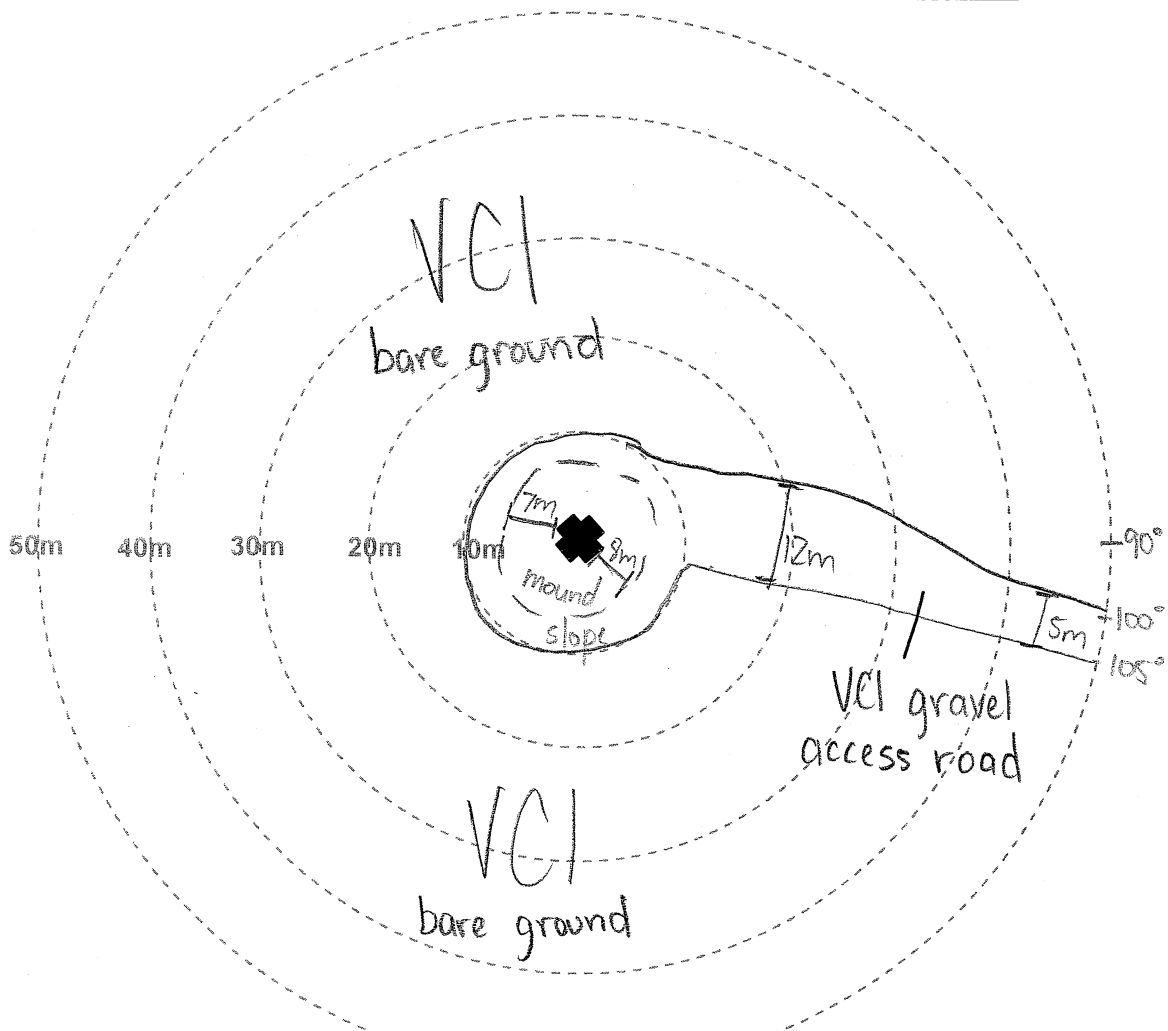 VCI
bare ground
7m
50m 40m 30m 20m 10m
8m
12m
90°
mound
slope
5m
100°
105°
VCI gravel
access road
VCI
bare ground